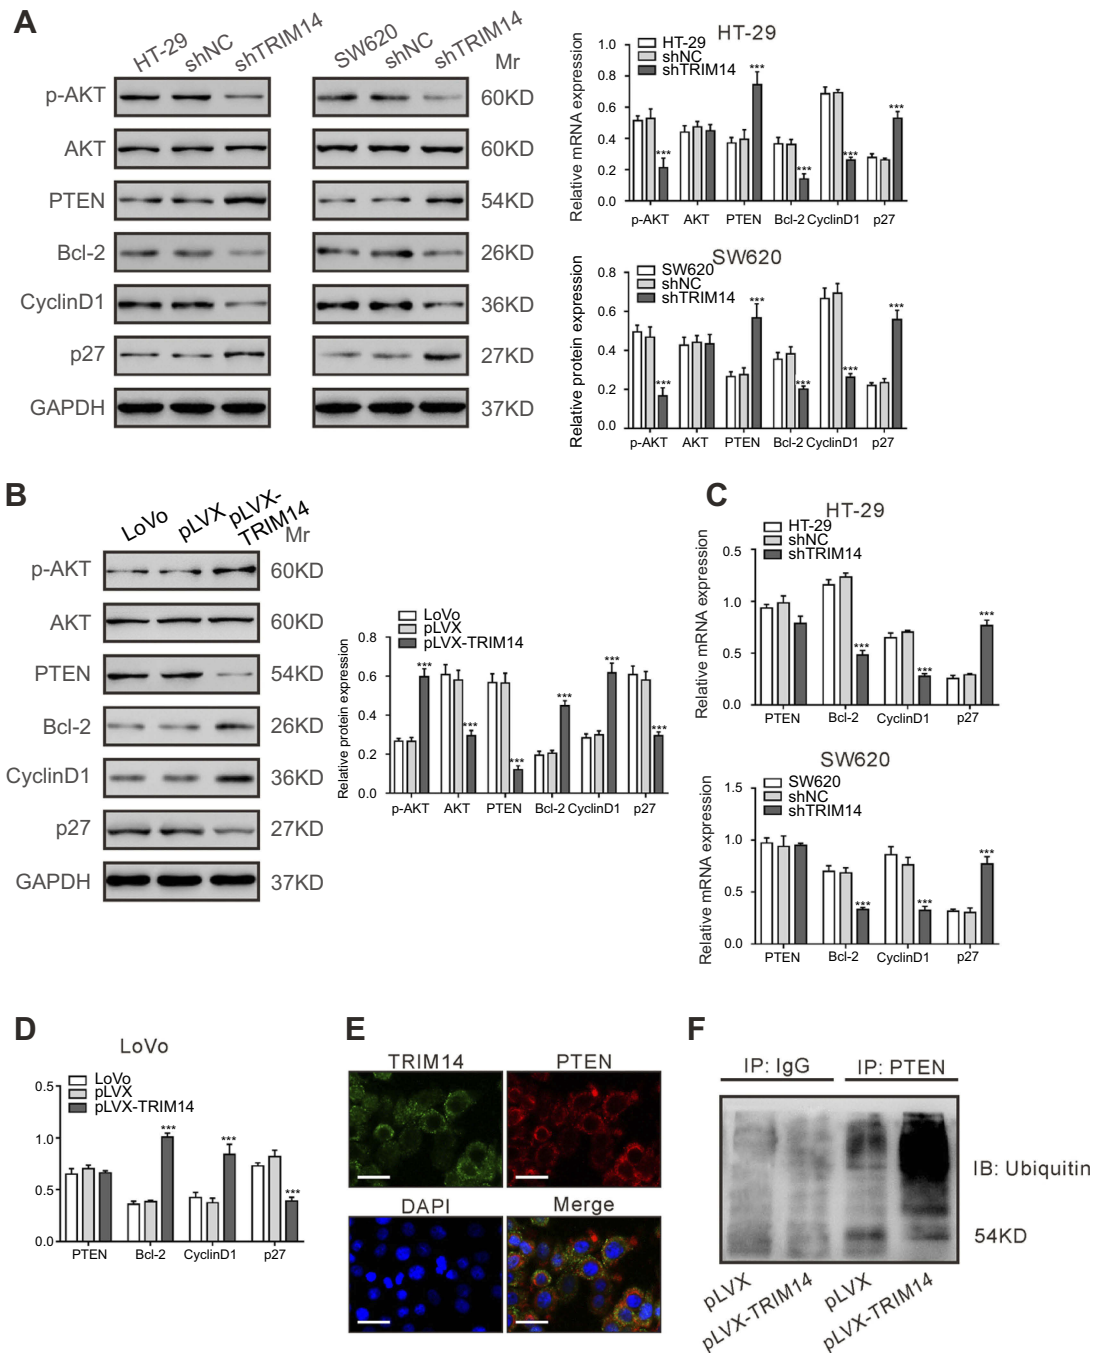 A
HT-29 shNC shTRIM14
SW620 shNC shTRIM14 Mr
p-AKT 60KD
AKT 60KD
PTEN 54KD
Bcl-2 26KD
CyclinD1 36KD
p27 27KD
GAPDH 37KD
HT-29
HT-29
shNC
shTRIM14
Relative mRNA expression
1.0
0.8
0.6
0.4
0.2
0.0
*** *** *** *** ***
p-AKT AKT PTEN Bcl-2 CyclinD1 p27
SW620
SW620
shNC
shTRIM14
Relative protein expression
0.8
0.6
0.4
0.2
0.0
*** *** *** *** ***
p-AKT AKT PTEN Bcl-2 CyclinD1 p27
B
LoVo pLVX pLVX-
TRIM14
Mr
p-AKT 60KD
AKT 60KD
PTEN 54KD
Bcl-2 26KD
CyclinD1 36KD
p27 27KD
GAPDH 37KD
LoVo
pLVX
pLVX-TRIM14
Relative protein expression
0.8
0.6
0.4
0.2
0.0
*** *** *** *** *** ***
p-AKT AKT PTEN Bcl-2 CyclinD1 p27
C
HT-29
HT-29
shNC
shTRIM14
Relative mRNA expression
0.5
1.0
0.5
0.0
*** *** ***
PTEN Bcl-2 CyclinD1 p27
SW620
SW620
shNC
shTRIM14
Relative mRNA expression
1.5
1.0
0.5
0.0
*** *** ***
PTEN Bcl-2 CyclinD1 p27
D
LoVo
LoVo
pLVX
pLVX-TRIM14
0.5
1.0
0.5
0.0
*** *** ***
PTEN Bcl-2 CyclinD1 p27
E
TRIM14 PTEN
DAPI Merge
F
IP: IgG IP: PTEN
IB: Ubiquitin
54KD
pLVX pLVX-TRIM14 pLVX pLVX-TRIM14